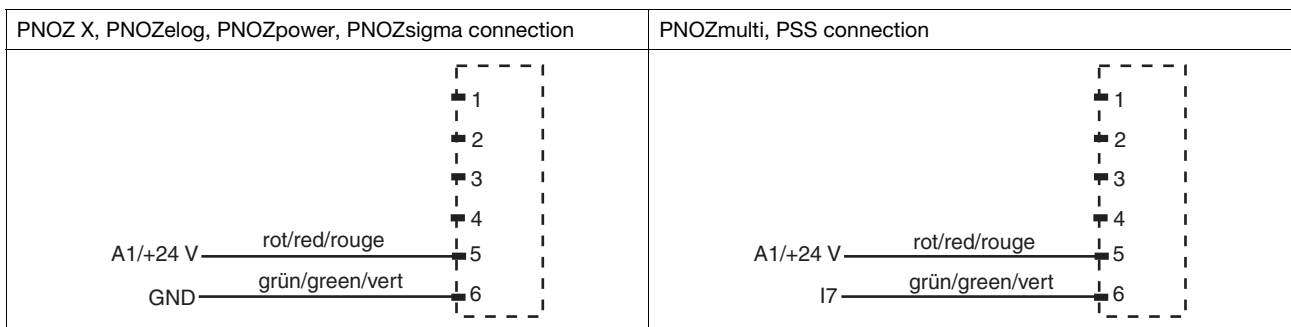 PNOZ X, PNOZelog, PNOZpower, PNOZsigma connection
1
2
3
4
A1/+24 V rot/red/rouge 5
GND grün/green/vert 6
PNOZmulti, PSS connection
1
2
3
4
A1/+24 V rot/red/rouge 5
I7 grün/green/vert 6